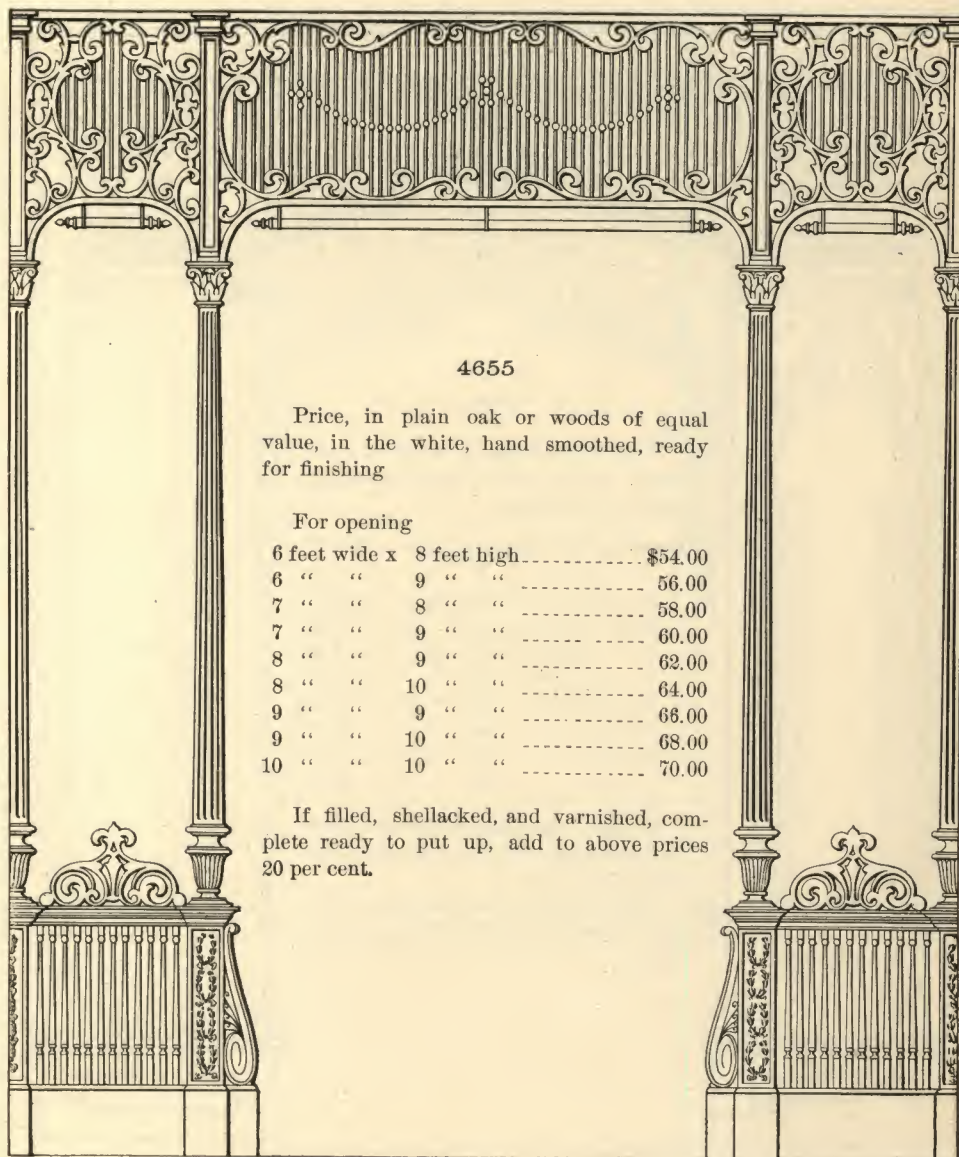 4655
Price, in plain oak or woods of equal
value, in the white, hand smoothed, ready
for finishing
For opening
6 feet wide x 8 feet high $54.00
6 “ “ 9 “ “ 56.00
7 “ “ 8 “ “ 58.00
7 “ “ 9 “ “ 60.00
8 “ “ 9 “ “ 62.00
8 “ “ 10 “ “ 64.00
9 “ “ 9 “ “ 66.00
9 “ “ 10 “ “ 68.00
10 “ “ 10 “ “ 70.00
If filled, shellacked, and varnished, com-
plete ready to put up, add to above prices
20 per cent.